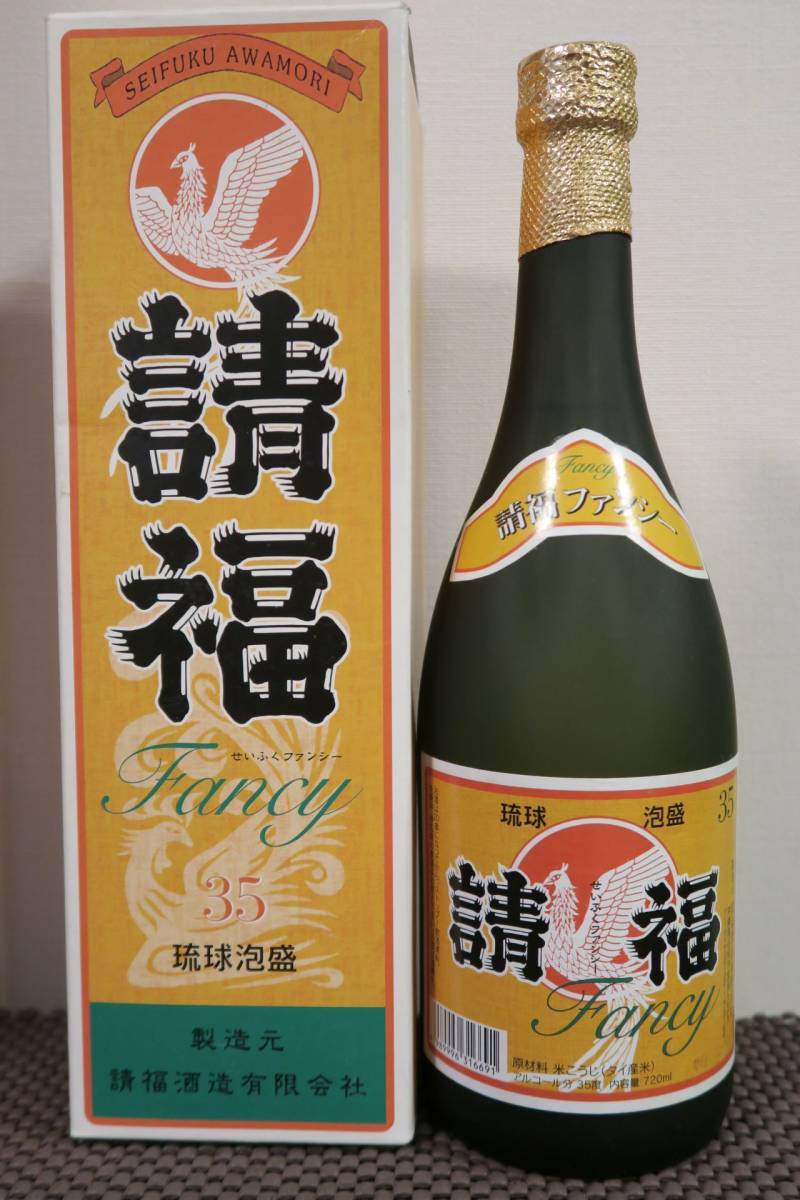 SEIFUKU AWAMORI
請福
せいふくファンシー
Fancy
35
琉球泡盛
製造元
請福酒造有限会社
Fancy
請福ファンシー
琉球 泡盛
35
請福
せいふくファンシー
Fancy
原材料 米こうじ(タイ産米)
アルコール分 35度 内容量 720ml